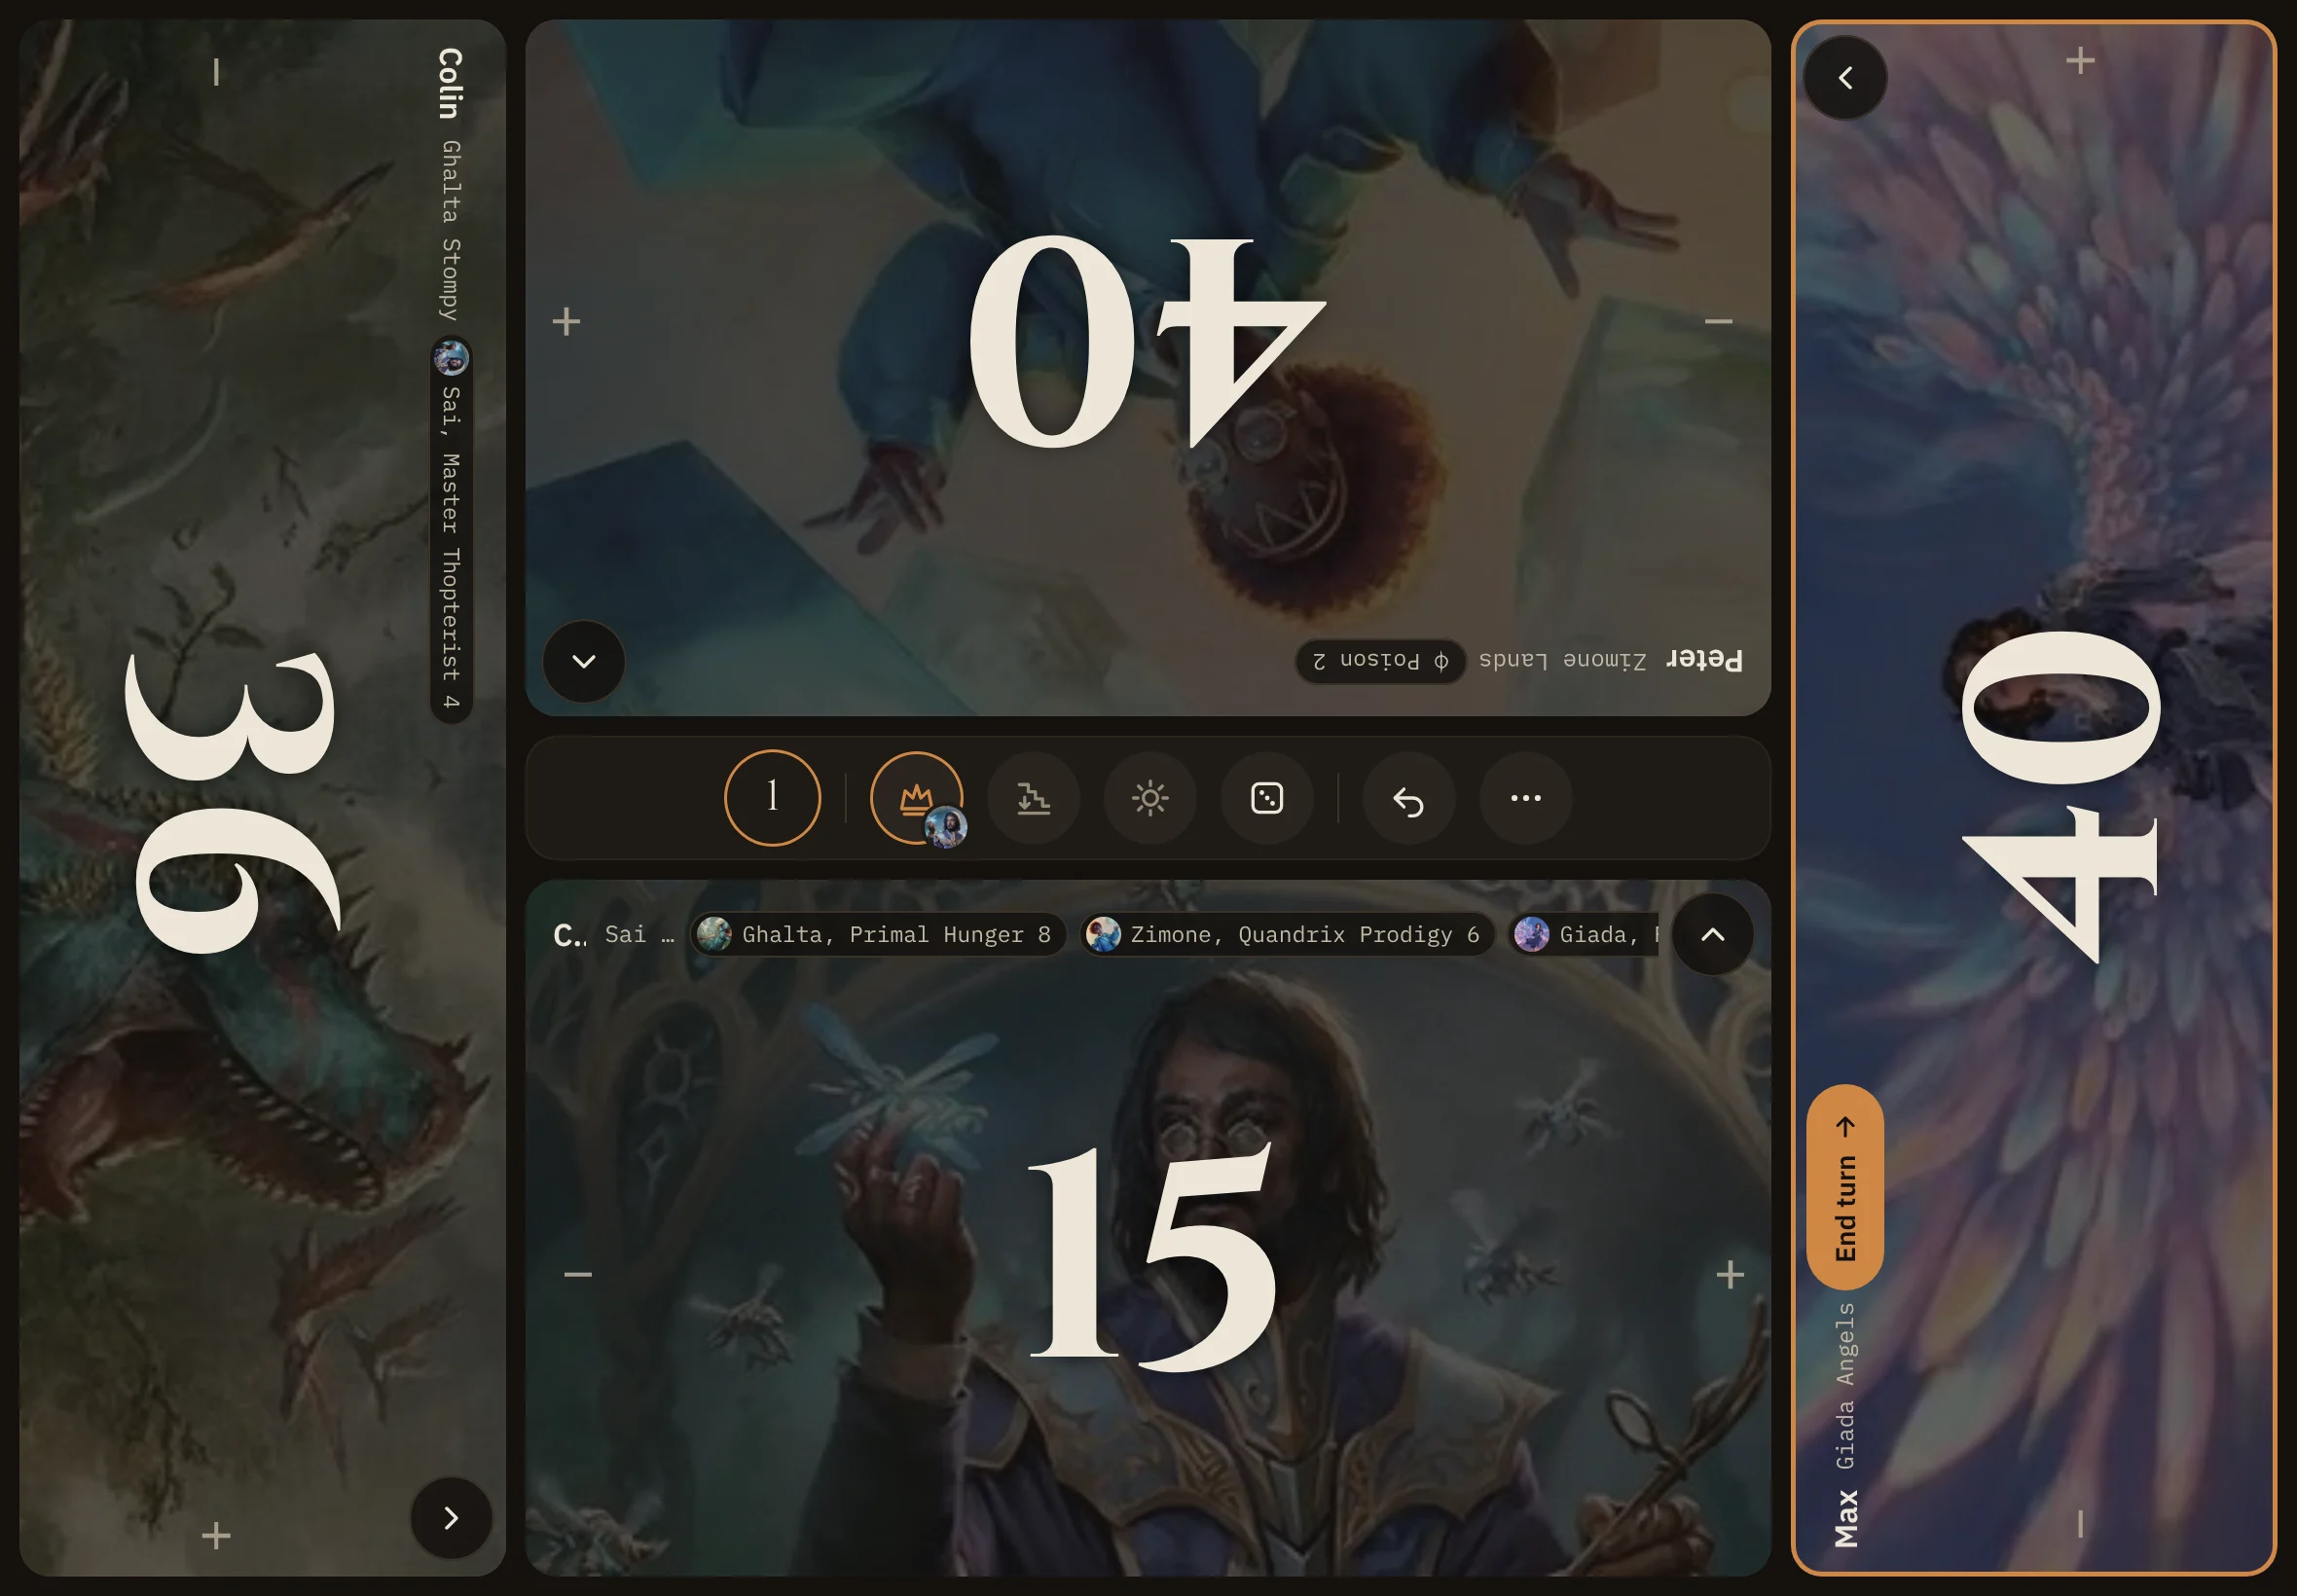 Colin Ghalta Stompy Sai, Master Thopterist 4
36
40
Peter Zimone Lands Poison 2
1
C.. Sai … Ghalta, Primal Hunger 8 Zimone, Quandrix Prodigy 6 Giada,
15
Max Giada Angels End turn →
40